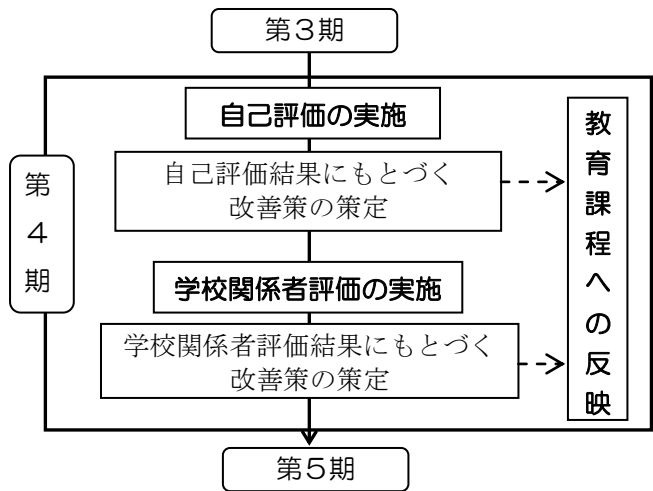 第３期
自己評価の実施
自己評価結果にもとづく
改善策の策定
学校関係者評価の実施
学校関係者評価結果にもとづく
改善策の策定
第４期
教育課程への反映
第５期